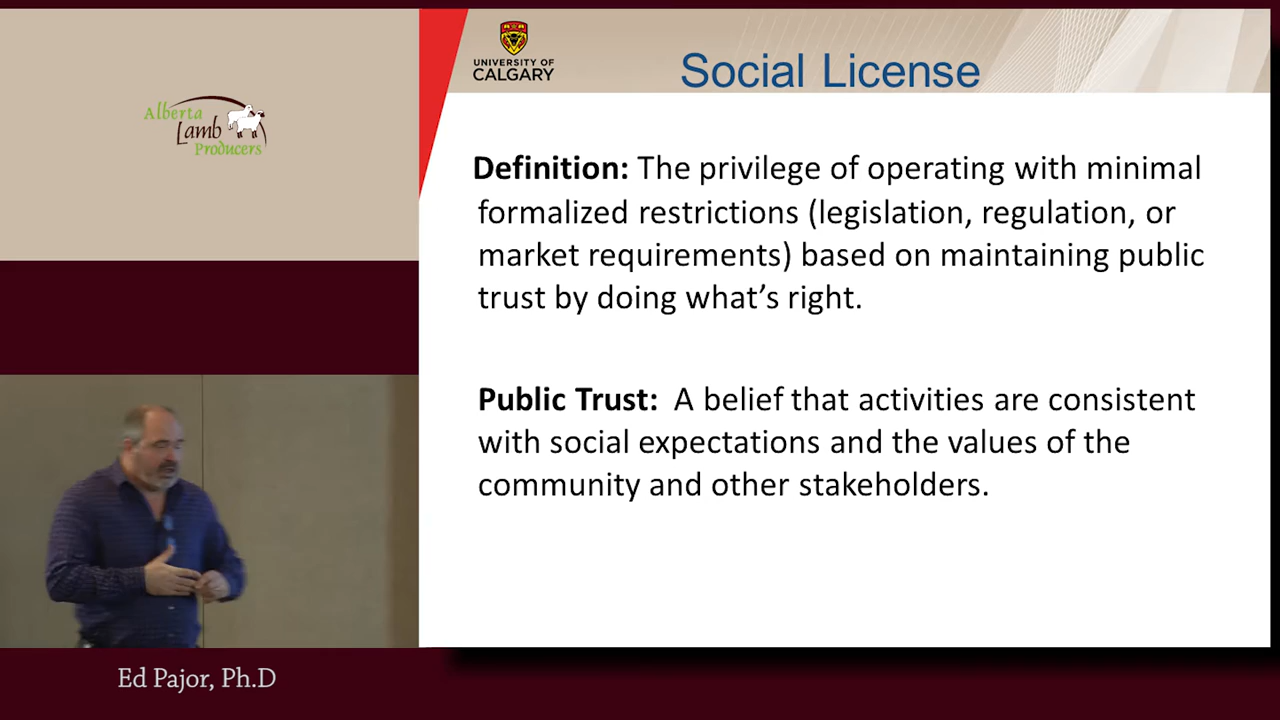 Alberta
Lamb
Producers
UNIVERSITY OF
CALGARY
Social License
Definition: The privilege of operating with minimal
formalized restrictions (legislation, regulation, or
market requirements) based on maintaining public
trust by doing what’s right.
Public Trust:  A belief that activities are consistent
with social expectations and the values of the
community and other stakeholders.
Ed Pajor, Ph.D